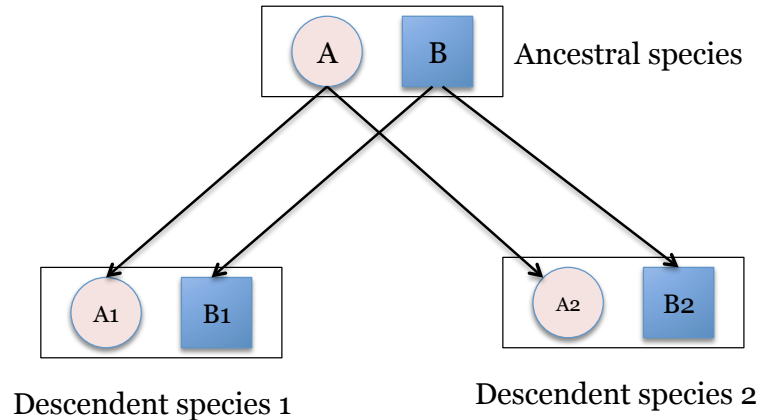 A B Ancestral species
A1 B1 A2 B2
Descendent species 1 Descendent species 2